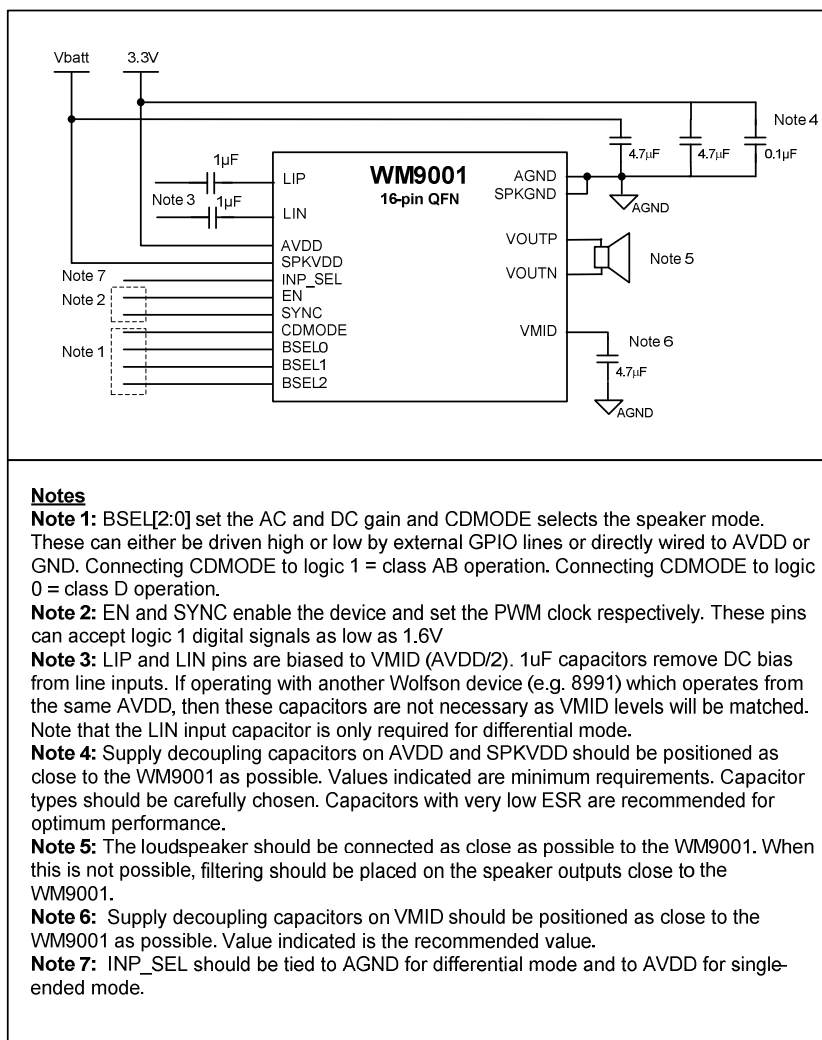 Vbatt 3.3V
Note 4
4.7µF 4.7µF 0.1µF
1µF
Note 3 1µF
WM9001
16-pin QFN
LIP
LIN
AVDD
SPKVDD
INP_SEL
EN
SYNC
CDMODE
BSEL0
BSEL1
BSEL2
Note 7
Note 2
Note 1
AGND
SPKGND
AGND
VOUTP
VOUTN
Note 5
VMID
Note 6
4.7µF
AGND
Notes
Note 1: BSEL[2:0] set the AC and DC gain and CDMODE selects the speaker mode.
These can either be driven high or low by external GPIO lines or directly wired to AVDD or
GND. Connecting CDMODE to logic 1 = class AB operation. Connecting CDMODE to logic
0 = class D operation.
Note 2: EN and SYNC enable the device and set the PWM clock respectively. These pins
can accept logic 1 digital signals as low as 1.6V
Note 3: LIP and LIN pins are biased to VMID (AVDD/2). 1uF capacitors remove DC bias
from line inputs. If operating with another Wolfson device (e.g. 8991) which operates from
the same AVDD, then these capacitors are not necessary as VMID levels will be matched.
Note that the LIN input capacitor is only required for differential mode.
Note 4: Supply decoupling capacitors on AVDD and SPKVDD should be positioned as
close to the WM9001 as possible. Values indicated are minimum requirements. Capacitor
types should be carefully chosen. Capacitors with very low ESR are recommended for
optimum performance.
Note 5: The loudspeaker should be connected as close as possible to the WM9001. When
this is not possible, filtering should be placed on the speaker outputs close to the
WM9001.
Note 6: Supply decoupling capacitors on VMID should be positioned as close to the
WM9001 as possible. Value indicated is the recommended value.
Note 7: INP_SEL should be tied to AGND for differential mode and to AVDD for single-
ended mode.